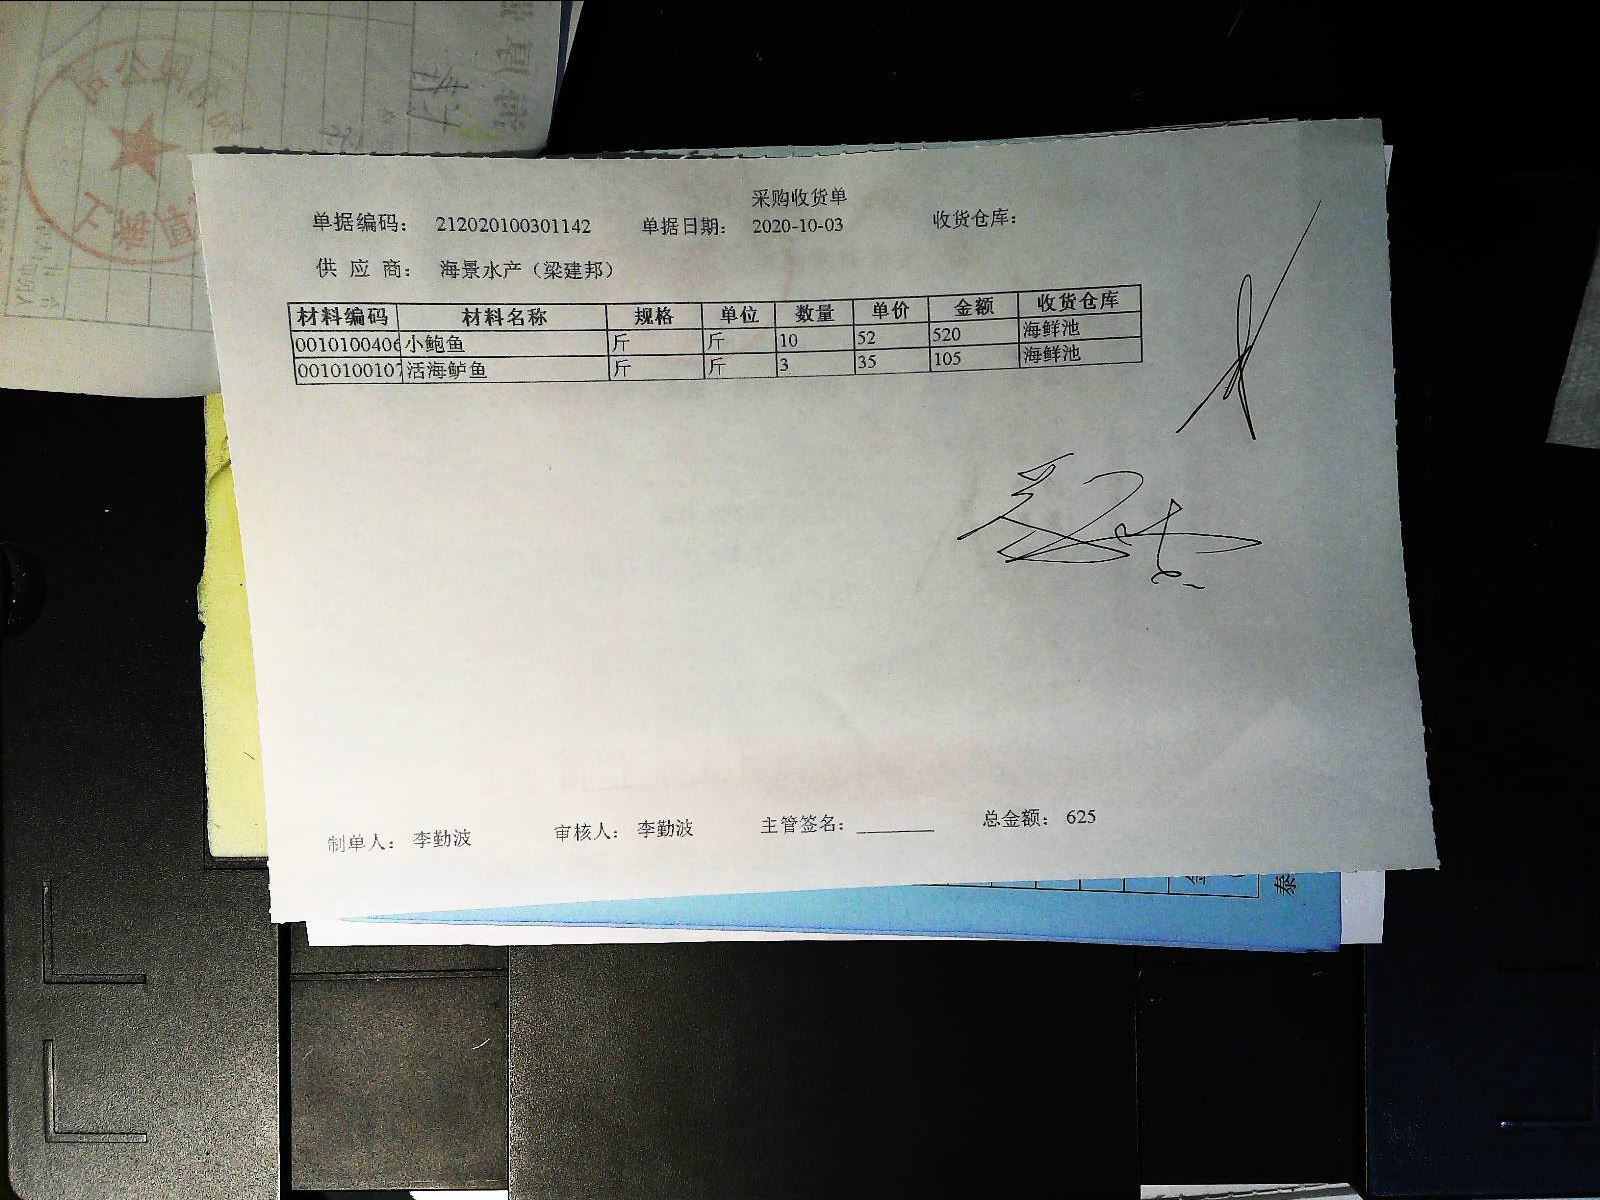 采购收货单
单据编码: 212020100301142 单据日期: 2020-10-03 收货仓库:
供 应 商: 海景水产（梁建邦）
材料编码 材料名称 规格 单位 数量 单价 金额 收货仓库
0010100406 小鲍鱼 斤 斤 10 52 520 海鲜池
0010100107 活海鲈鱼 斤 斤 3 35 105 海鲜池
制单人: 李勤波 审核人: 李勤波 主管签名: 总金额: 625
泰